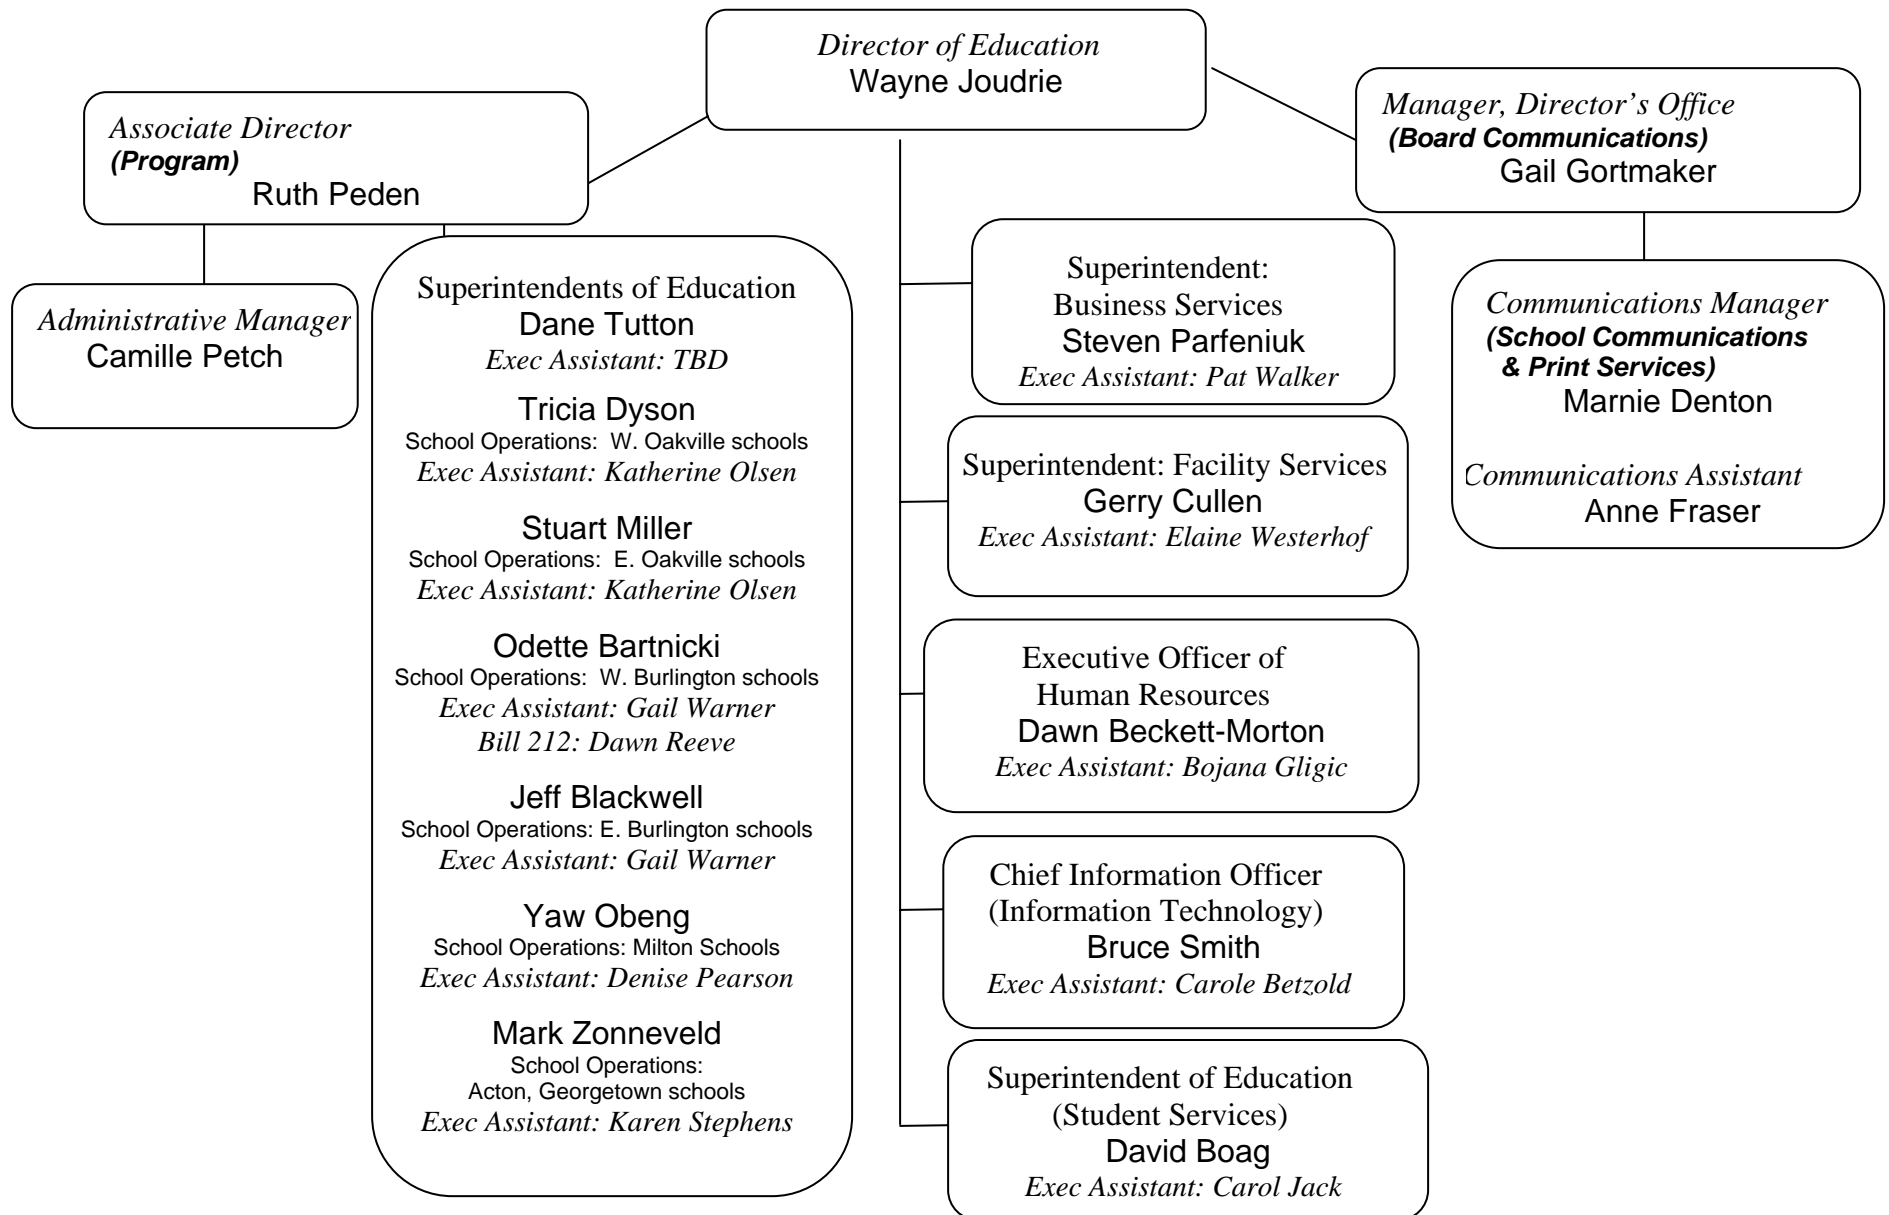 Director of Education
Wayne Joudrie
Associate Director
(Program)
Ruth Peden
Manager, Director’s Office
(Board Communications)
Gail Gortmaker
Administrative Manager
Camille Petch
Superintendents of Education
Dane Tutton
Exec Assistant: TBD
Tricia Dyson
School Operations:  W. Oakville schools
Exec Assistant: Katherine Olsen
Stuart Miller
School Operations:  E. Oakville schools
Exec Assistant: Katherine Olsen
Odette Bartnicki
School Operations:  W. Burlington schools
Exec Assistant: Gail Warner
Bill 212: Dawn Reeve
Jeff Blackwell
School Operations: E. Burlington schools
Exec Assistant: Gail Warner
Yaw Obeng
School Operations: Milton Schools
Exec Assistant: Denise Pearson
Mark Zonneveld
School Operations:
Acton, Georgetown schools
Exec Assistant: Karen Stephens
Superintendent:
Business Services
Steven Parfeniuk
Exec Assistant: Pat Walker
Superintendent: Facility Services
Gerry Cullen
Exec Assistant: Elaine Westerhof
Executive Officer of
Human Resources
Dawn Beckett-Morton
Exec Assistant: Bojana Gligic
Chief Information Officer
(Information Technology)
Bruce Smith
Exec Assistant: Carole Betzold
Superintendent of Education
(Student Services)
David Boag
Exec Assistant: Carol Jack
Communications Manager
(School Communications
& Print Services)
Marnie Denton
Communications Assistant
Anne Fraser